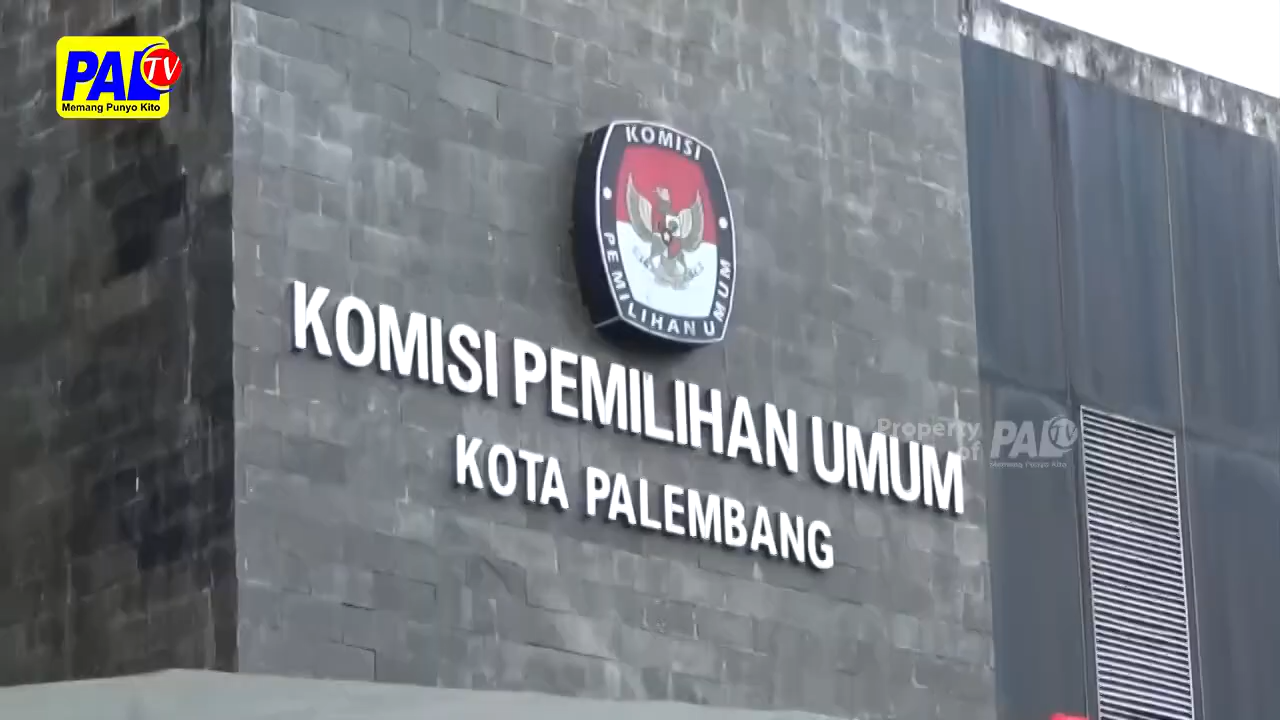 PAL TV
Memang Punyo Kito
KOMISI
PEMILIHAN UMUM
KOMISI PEMILIHAN UMUM
KOTA PALEMBANG
Property
of PAL TV
Memang Punyo Kito